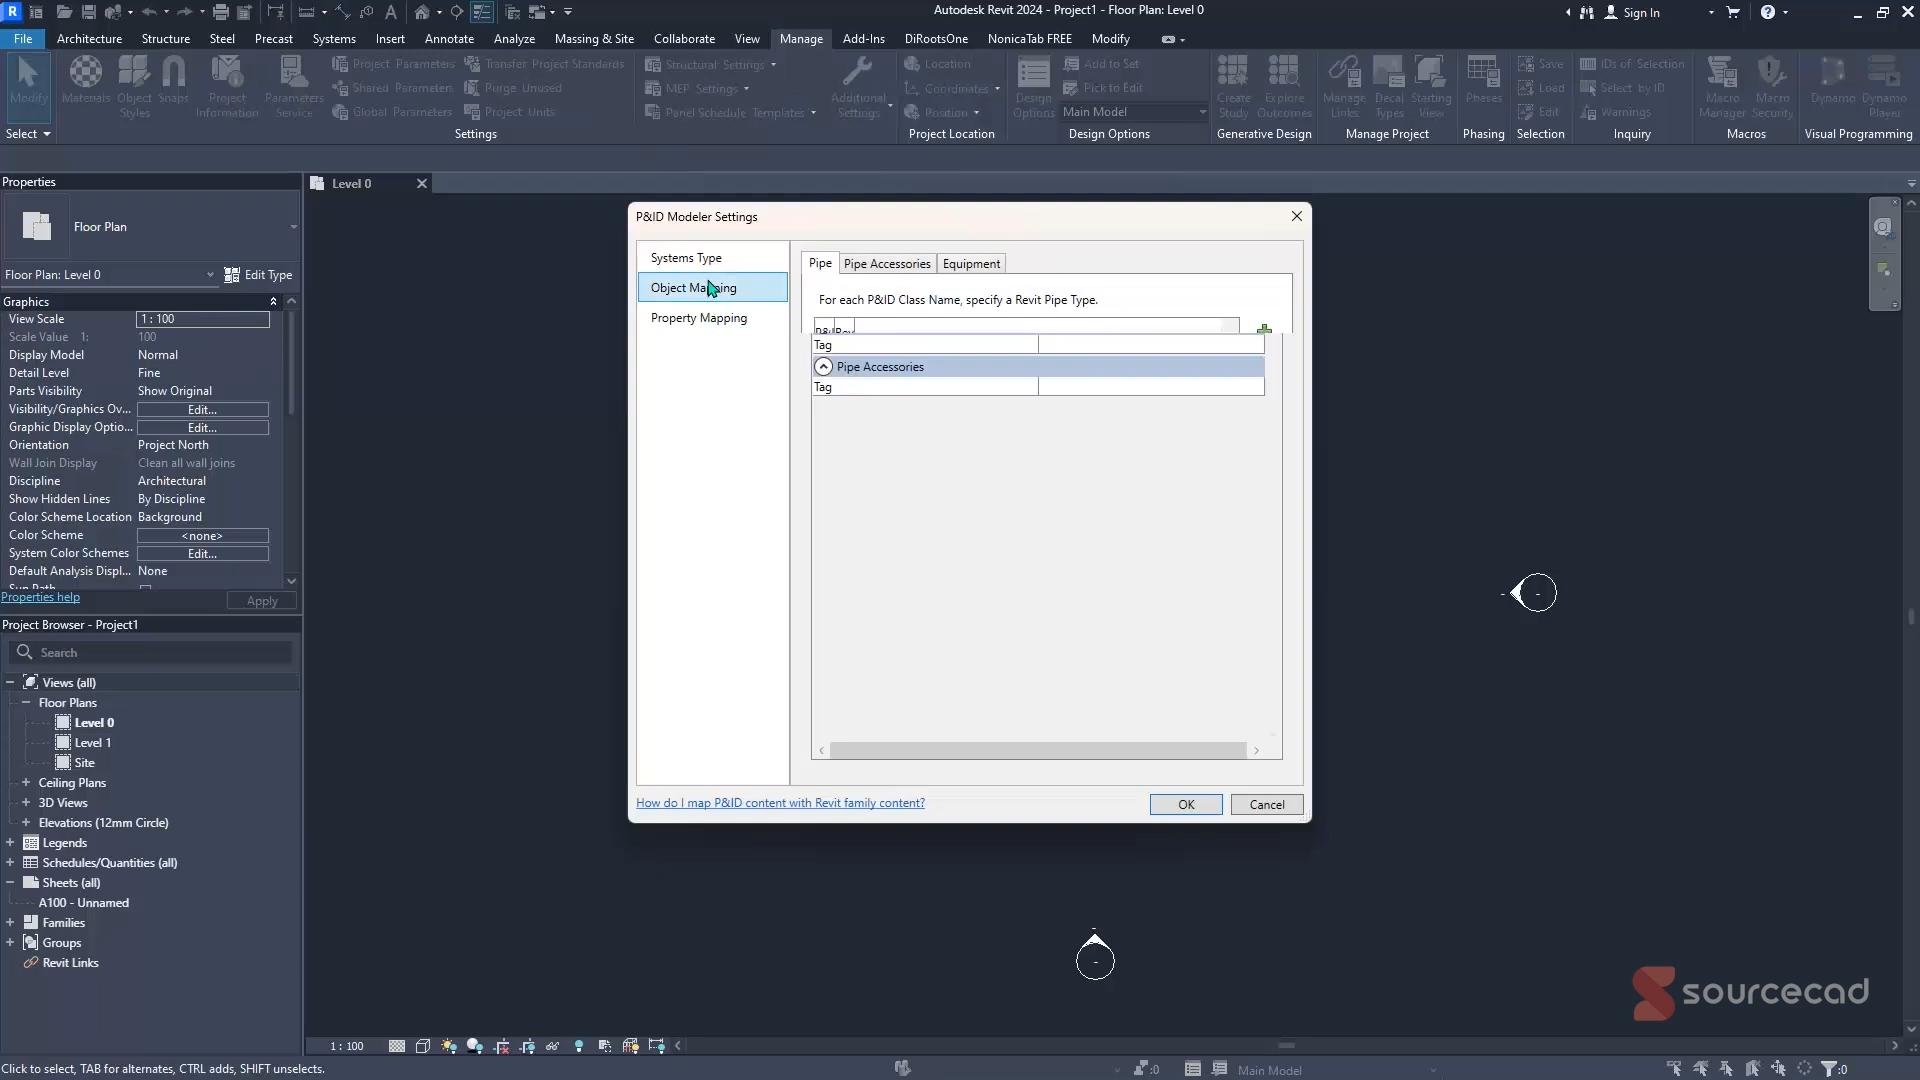 Autodesk Revit 2024 - Project1 - Floor Plan: Level 0
Sign In
File Architecture Structure Steel Precast Systems Insert Annotate Analyze Massing & Site Collaborate View Manage Add-Ins DiRootsOne NonicaTab FREE Modify
Modify
Materials
Object Styles
Snaps
Project Information
Parameters Service
Project Parameters
Shared Parameters
Global Parameters
Transfer Project Standards
Purge Unused
Project Units
Structural Settings
MEP Settings
Panel Schedule Templates
Additional Settings
Location
Coordinates
Position
Design Options
Add to Set
Pick to Edit
Main Model
Create Study
Explore Outcomes
Manage Links
Decal Types
Starting View
Phases
Save
Load
Edit
IDs of Selection
Select by ID
Warnings
Macro Manager
Macro Security
Dynamo
Dynamo Player
Select Settings Project Location Design Options Generative Design Manage Project Phasing Selection Inquiry Macros Visual Programming
Properties
Floor Plan
Floor Plan: Level 0 Edit Type
Graphics
View Scale 1 : 100
Scale Value 1: 100
Display Model Normal
Detail Level Fine
Parts Visibility Show Original
Visibility/Graphics Ov... Edit...
Graphic Display Optio... Edit...
Orientation Project North
Wall Join Display Clean all wall joins
Discipline Architectural
Show Hidden Lines By Discipline
Color Scheme Location Background
Color Scheme <none>
System Color Schemes Edit...
Default Analysis Displ... None
Sun Path
Properties help Apply
Project Browser - Project1
Search
Views (all)
Floor Plans
Level 0
Level 1
Site
Ceiling Plans
3D Views
Elevations (12mm Circle)
Legends
Schedules/Quantities (all)
Sheets (all)
A100 - Unnamed
Families
Groups
Revit Links
Level 0
P&ID Modeler Settings
Systems Type
Object Mapping
Property Mapping
Pipe Pipe Accessories Equipment
For each P&ID Class Name, specify a Revit Pipe Type.
Tag
Pipe Accessories
Tag
How do I map P&ID content with Revit family content?
OK Cancel
sourcecad
1 : 100
Click to select, TAB for alternates, CTRL adds, SHIFT unselects.
:0
Main Model
:0